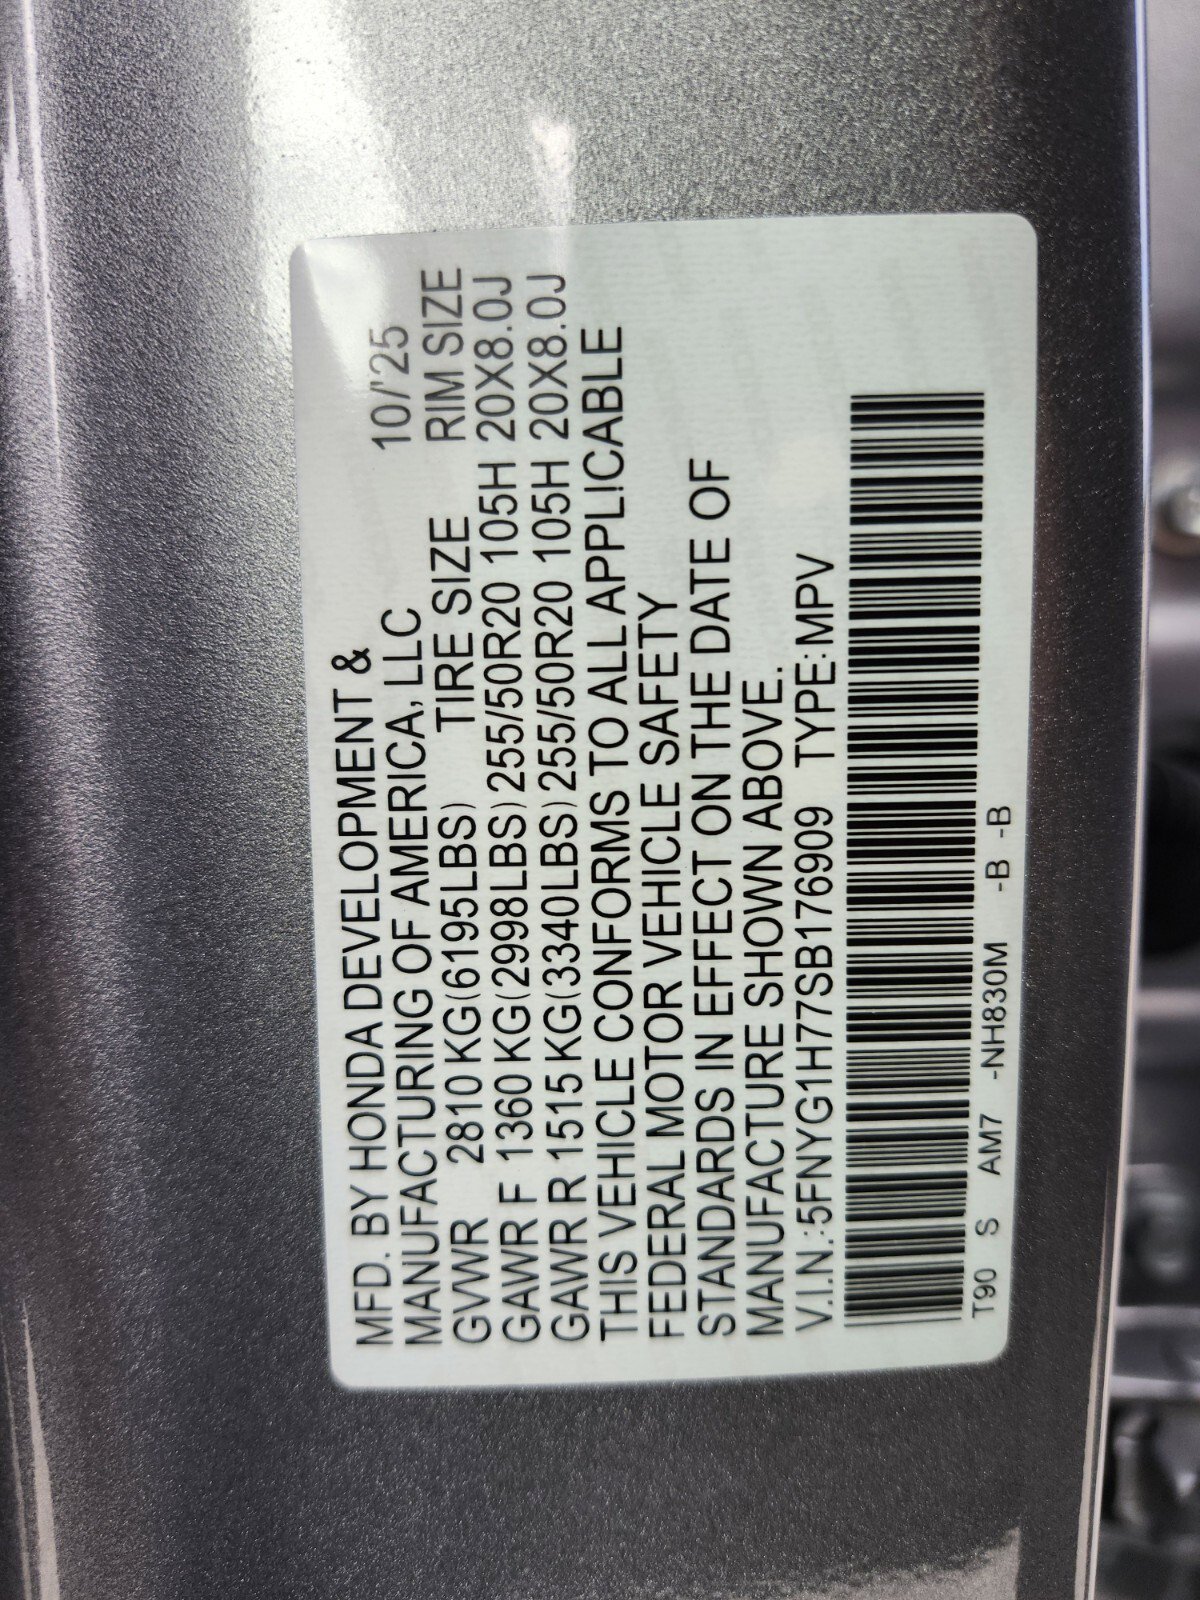 MFD. BY HONDA DEVELOPMENT &
MANUFACTURING OF AMERICA, LLC 10/'25
GVWR 2810 KG(6195LBS) TIRE SIZE RIM SIZE
GAWR F 1360 KG(2998LBS) 255/50R20 105H 20X8.0J
GAWR R 1515 KG(3340LBS) 255/50R20 105H 20X8.0J
THIS VEHICLE CONFORMS TO ALL APPLICABLE
FEDERAL MOTOR VEHICLE SAFETY
STANDARDS IN EFFECT ON THE DATE OF
MANUFACTURE SHOWN ABOVE.
V.I.N.:5FNYG1H77SB176909 TYPE:MPV
T90 S AM7 -NH830M -B -B